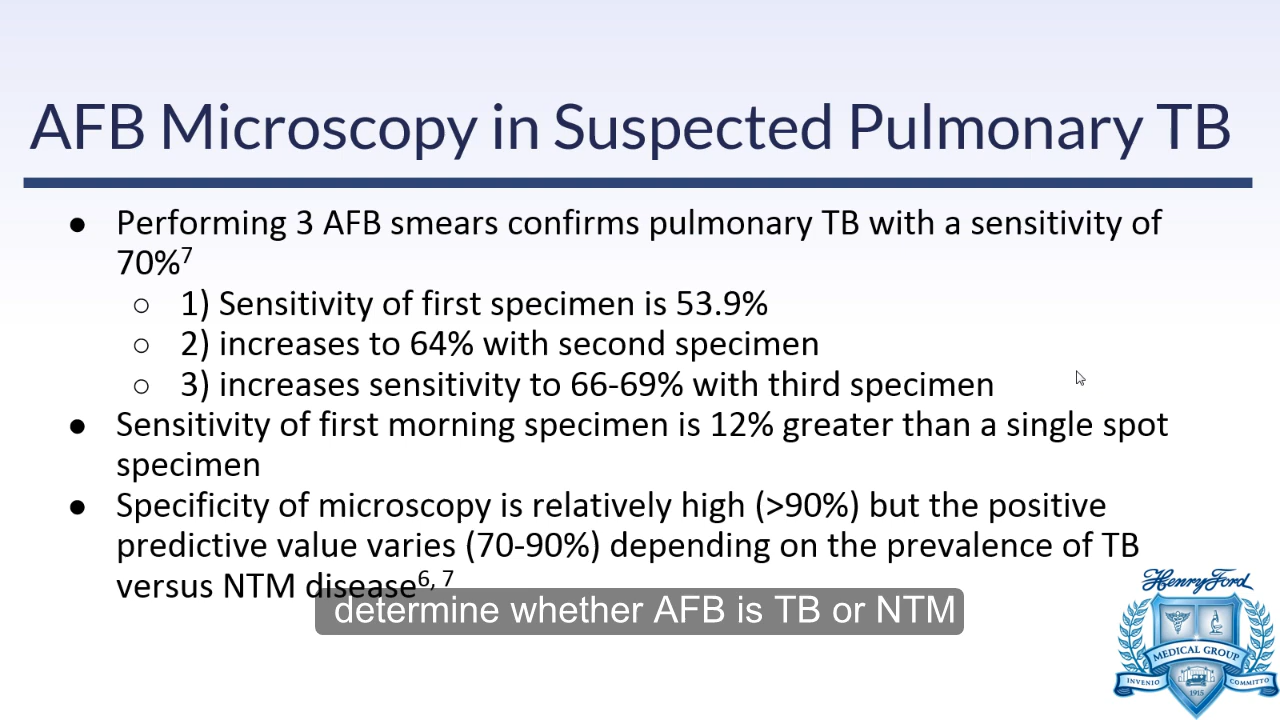 AFB Microscopy in Suspected Pulmonary TB
● Performing 3 AFB smears confirms pulmonary TB with a sensitivity of
70%⁷
○ 1) Sensitivity of first specimen is 53.9%
○ 2) increases to 64% with second specimen
○ 3) increases sensitivity to 66-69% with third specimen
● Sensitivity of first morning specimen is 12% greater than a single spot
specimen
● Specificity of microscopy is relatively high (>90%) but the positive
predictive value varies (70-90%) depending on the prevalence of TB
versus NTM disease⁶˒ ⁷
determine whether AFB is TB or NTM
Henry Ford
MEDICAL GROUP
INVENIO
COMMITTO
1915